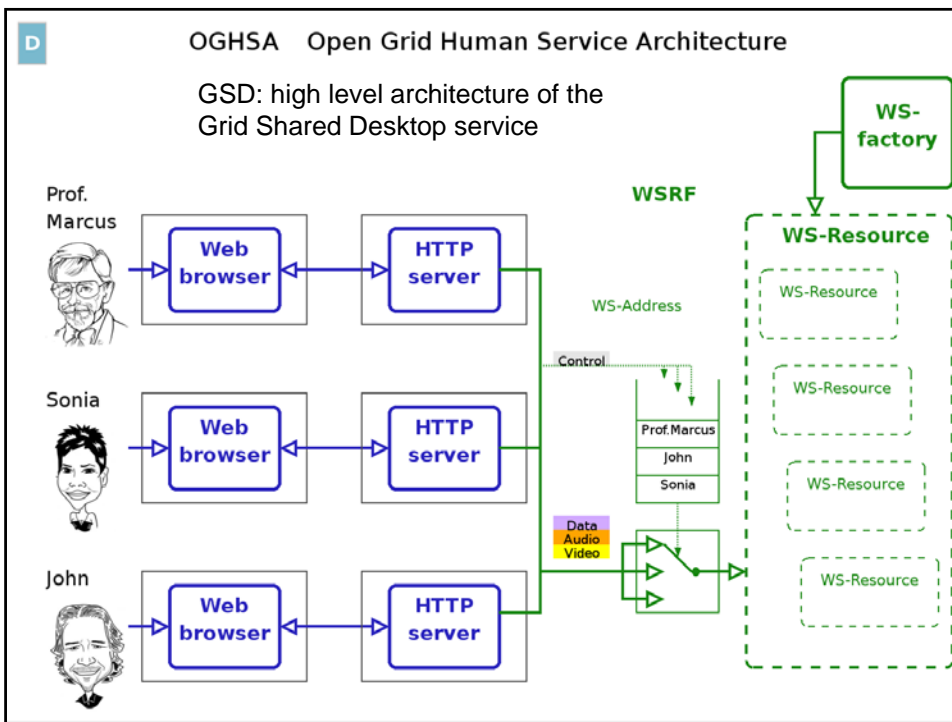 D
OGHSA Open Grid Human Service Architecture
GSD: high level architecture of the
Grid Shared Desktop service
WS-
factory
Prof.
Marcus
WSRF
Web
browser
HTTP
server
WS-Resource
WS-Resource
WS-Address
Control
WS-Resource
Sonia
Web
browser
HTTP
server
Prof.Marcus
John
Sonia
WS-Resource
Data
Audio
Video
John
Web
browser
HTTP
server
WS-Resource